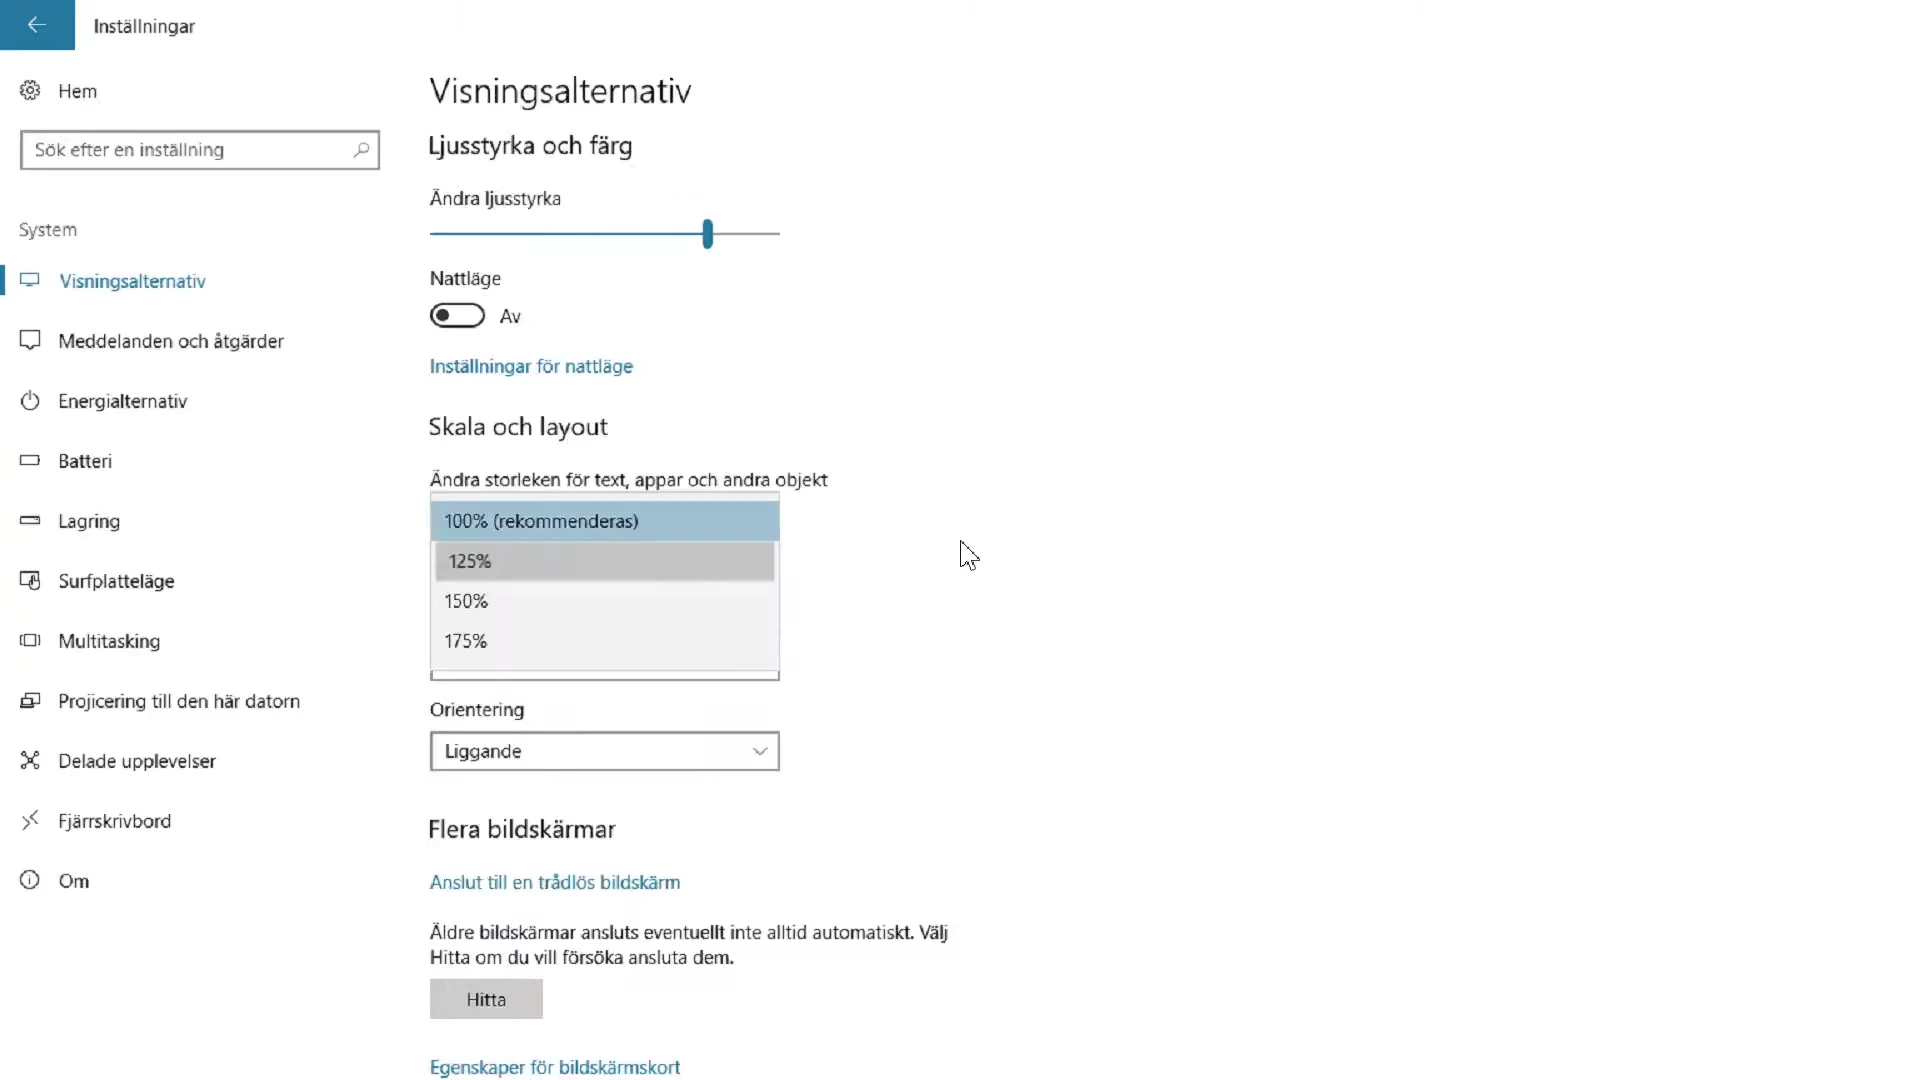 Inställningar
Hem
Sök efter en inställning
System
Visningsalternativ
Meddelanden och åtgärder
Energialternativ
Batteri
Lagring
Surfplatteläge
Multitasking
Projicering till den här datorn
Delade upplevelser
Fjärrskrivbord
Om
Visningsalternativ
Ljusstyrka och färg
Ändra ljusstyrka
Nattläge
Av
Inställningar för nattläge
Skala och layout
Ändra storleken för text, appar och andra objekt
100% (rekommenderas)
125%
150%
175%
Orientering
Liggande
Flera bildskärmar
Anslut till en trådlös bildskärm
Äldre bildskärmar ansluts eventuellt inte alltid automatiskt. Välj
Hitta om du vill försöka ansluta dem.
Hitta
Egenskaper för bildskärmskort